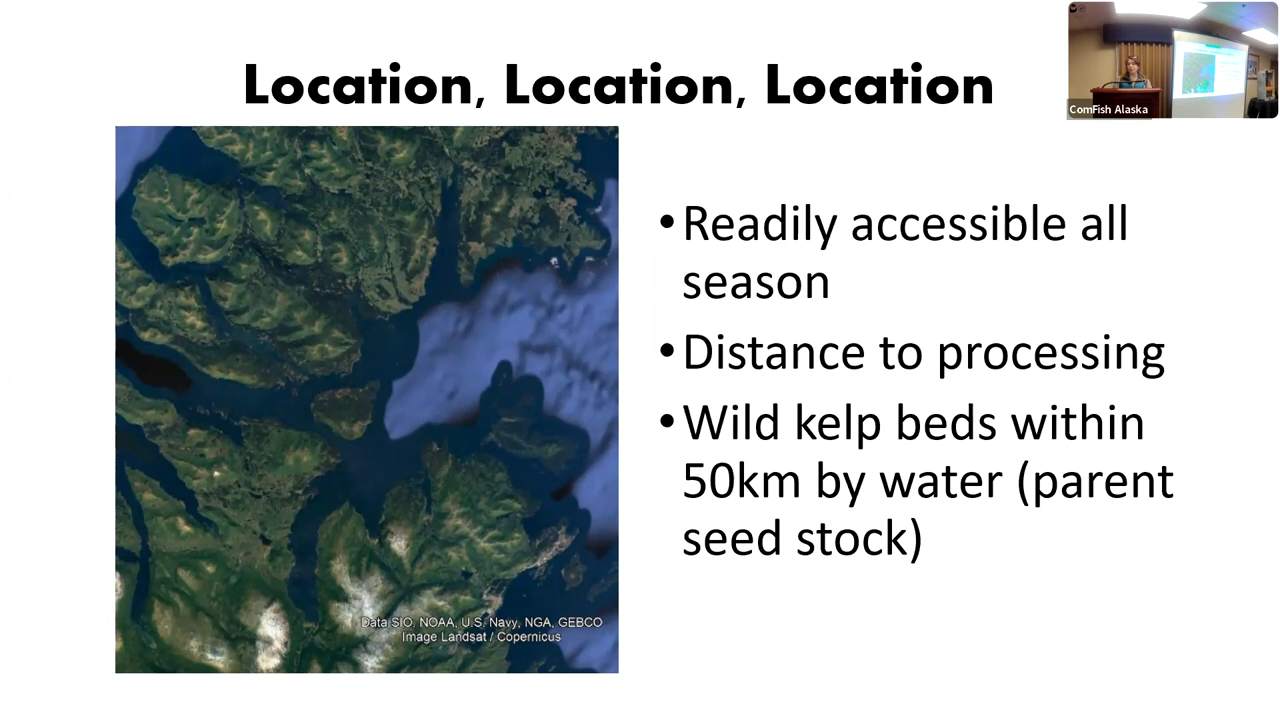 Location, Location, Location
ComFish Alaska
• Readily accessible all
season
• Distance to processing
• Wild kelp beds within
50km by water (parent
seed stock)
Data SIO, NOAA, U.S. Navy, NGA, GEBCO
Image Landsat / Copernicus